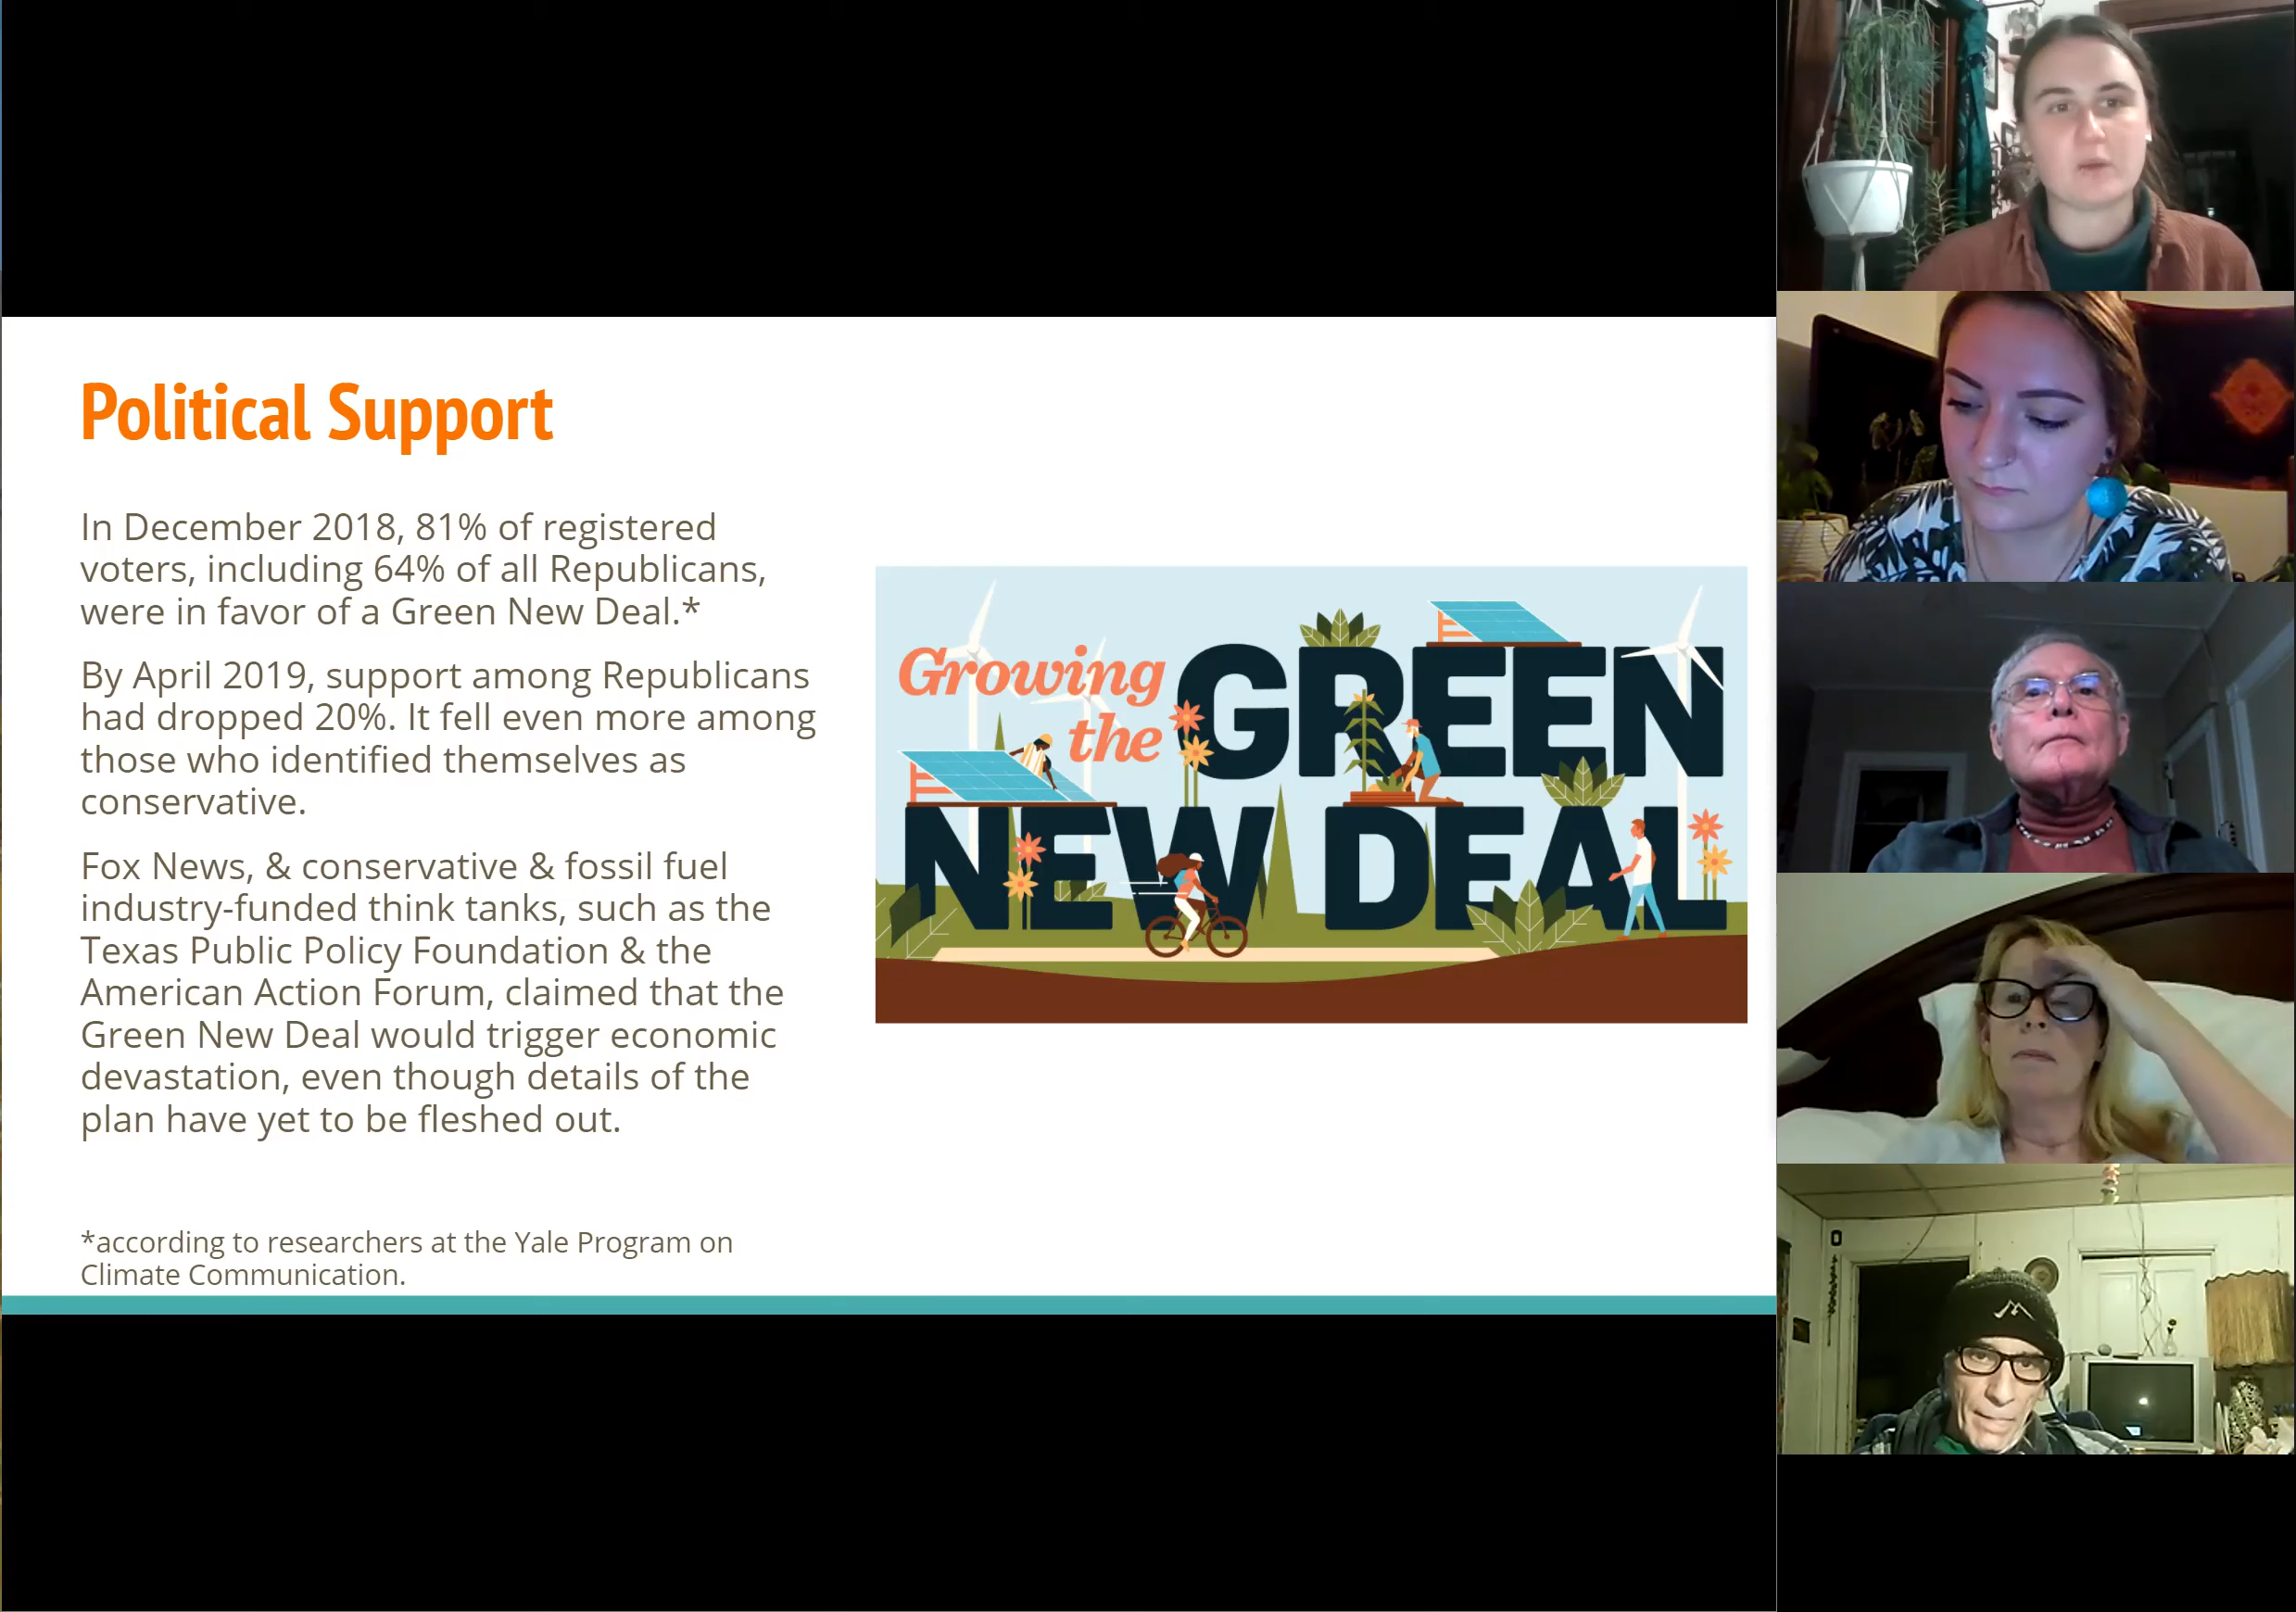 Political Support
In December 2018, 81% of registered
voters, including 64% of all Republicans,
were in favor of a Green New Deal.*
By April 2019, support among Republicans
had dropped 20%. It fell even more among
those who identified themselves as
conservative.
Fox News, & conservative & fossil fuel
industry-funded think tanks, such as the
Texas Public Policy Foundation & the
American Action Forum, claimed that the
Green New Deal would trigger economic
devastation, even though details of the
plan have yet to be fleshed out.
*according to researchers at the Yale Program on
Climate Communication.
Growing
the
GREEN
NEW DEAL